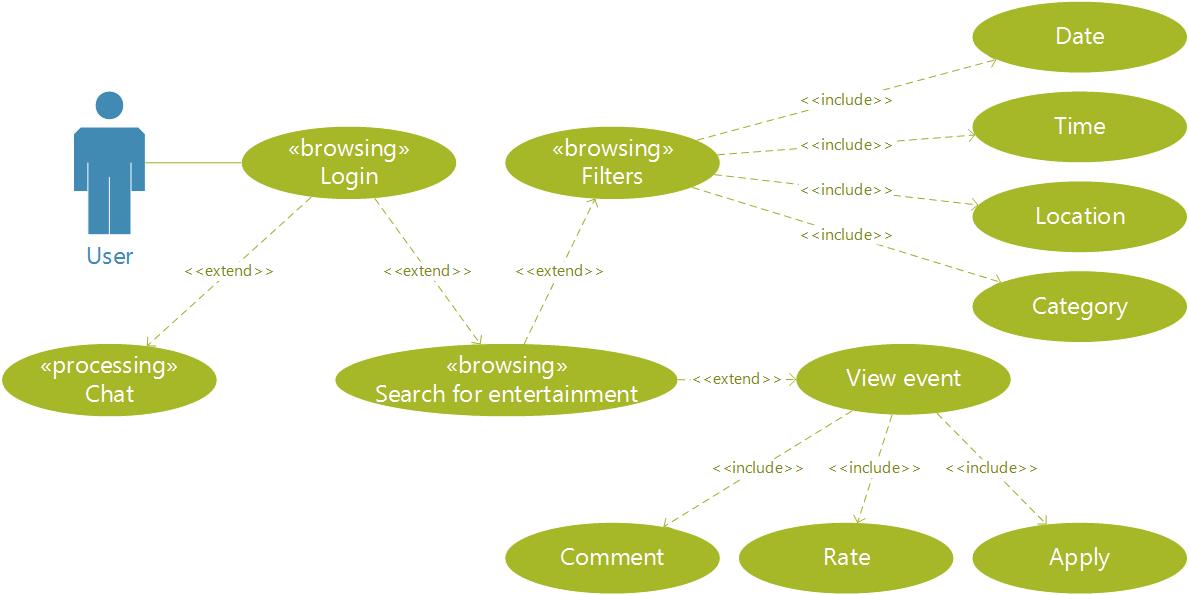 Date
<<include>>
Time
«browsing»
Login
«browsing»
Filters
<<include>>
<<include>>
Location
<<include>>
User
<<extend>>
<<extend>>
<<extend>>
Category
«processing»
Chat
«browsing»
Search for entertainment
<<extend>>
View event
<<include>>
<<include>>
<<include>>
Comment
Rate
Apply